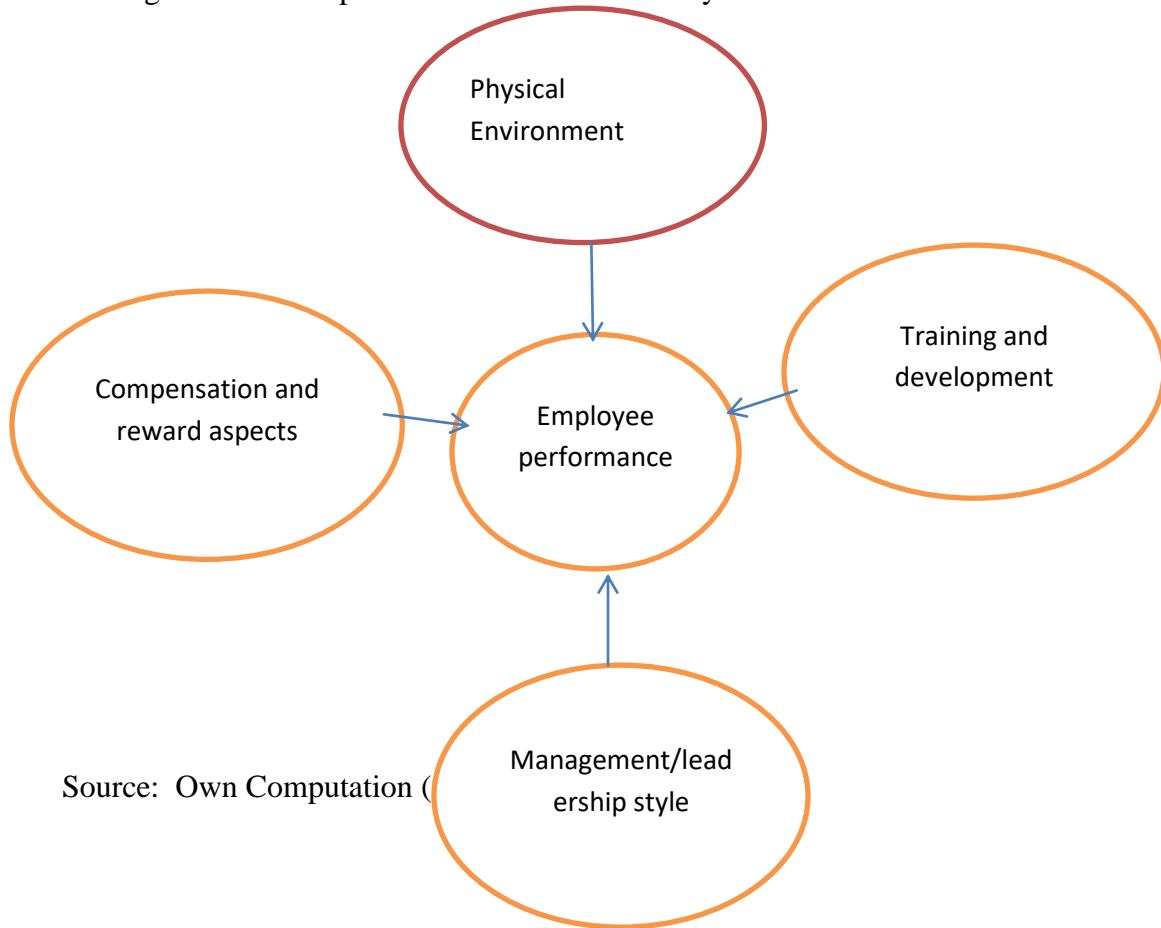 Physical
Environment
Training and
development
Compensation and
reward aspects
Employee
performance
Management/lead
ership style
Source: Own Computation (